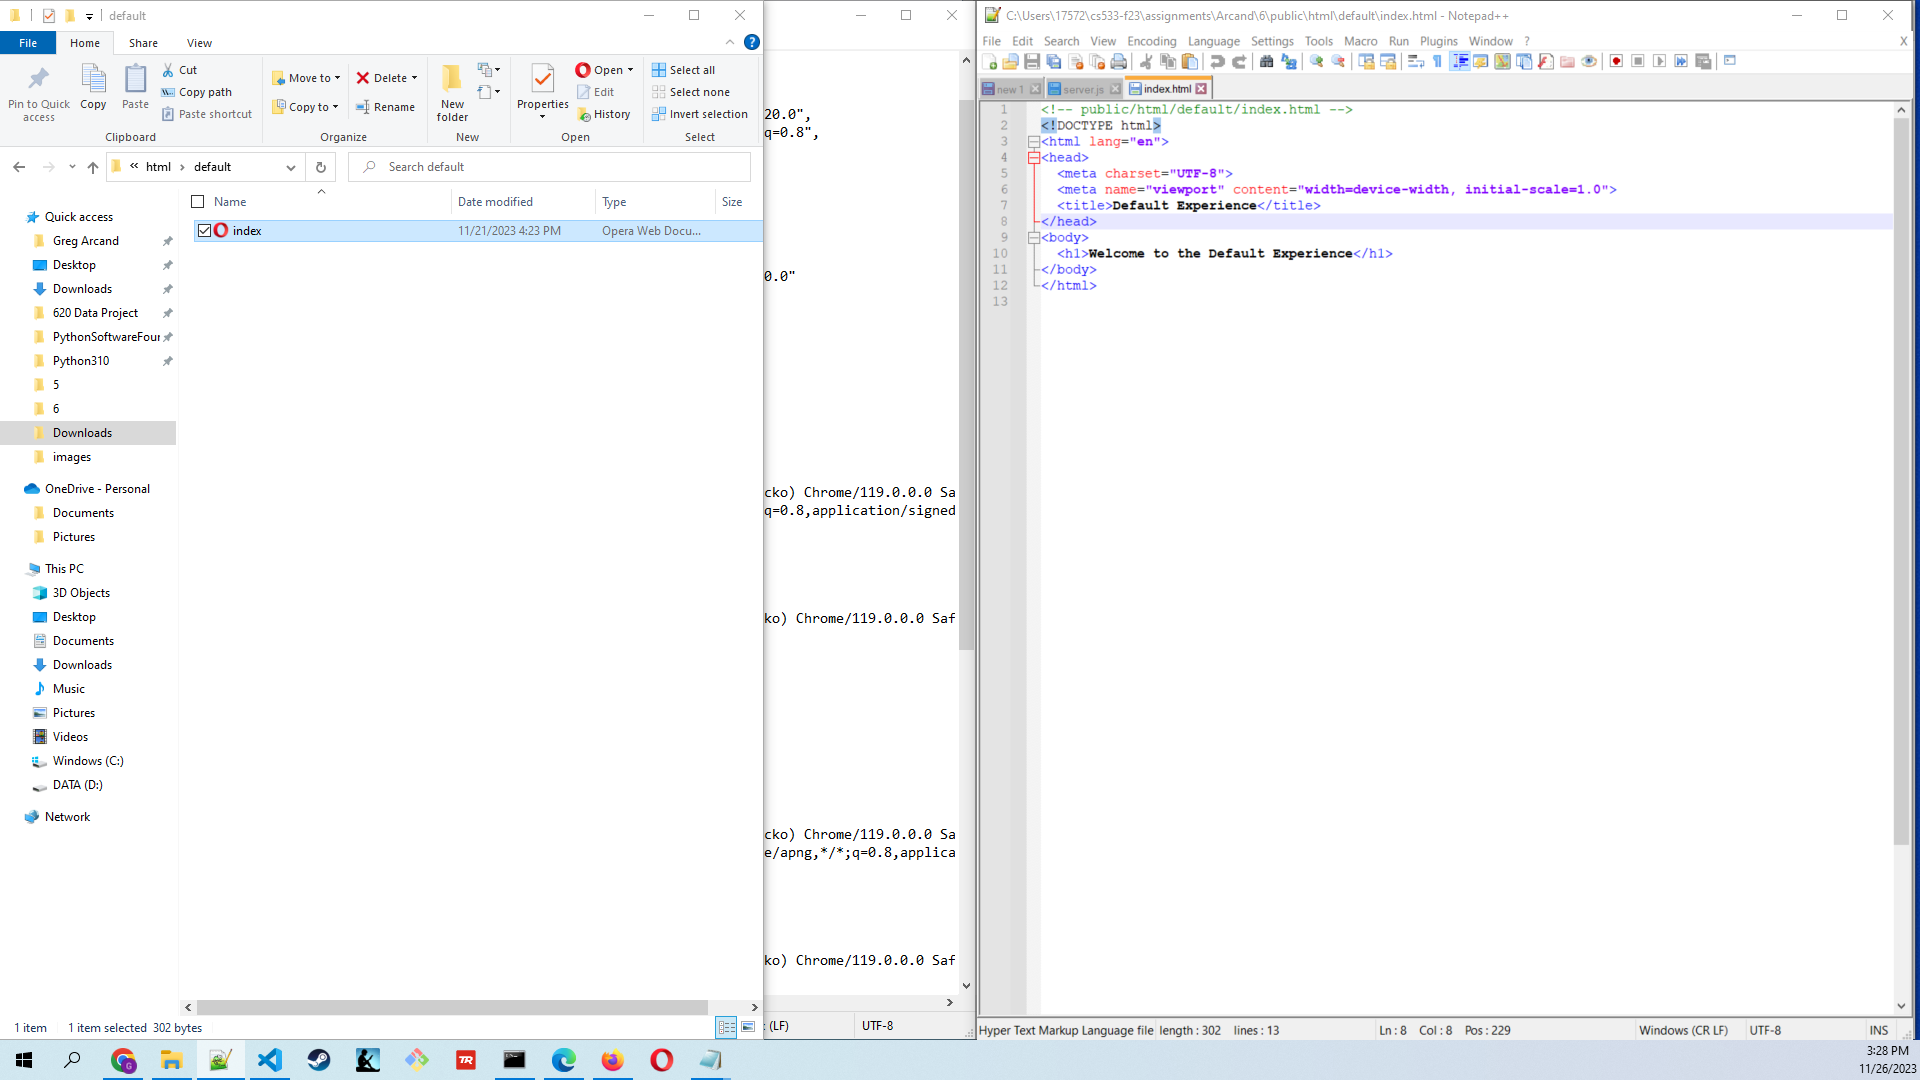 default
File
Home
Share
View
Pin to Quick access
Copy
Paste
Cut
Copy path
Paste shortcut
Clipboard
Move to
Copy to
Delete
Rename
Organize
New folder
New
Properties
Open
Edit
History
Open
Select all
Select none
Invert selection
Select
« html › default
Search default
Name
Date modified
Type
Size
index
11/21/2023 4:23 PM
Opera Web Docu...
Quick access
Greg Arcand
Desktop
Downloads
620 Data Project
PythonSoftwareFour
Python310
5
6
Downloads
images
OneDrive - Personal
Documents
Pictures
This PC
3D Objects
Desktop
Documents
Downloads
Music
Pictures
Videos
Windows (C:)
DATA (D:)
Network
1 item
1 item selected 302 bytes
20.0",
q=0.8",
0.0"
cko) Chrome/119.0.0.0 Sa
q=0.8,application/signed
ko) Chrome/119.0.0.0 Saf
cko) Chrome/119.0.0.0 Sa
e/apng,*/*;q=0.8,applica
ko) Chrome/119.0.0.0 Saf
(LF)
UTF-8
C:\Users\17572\cs533-f23\assignments\Arcand\6\public\html\default\index.html - Notepad++
File Edit Search View Encoding Language Settings Tools Macro Run Plugins Window ?
X
new 1
server.js
index.html
1 <!-- public/html/default/index.html -->
2 <!DOCTYPE html>
3 <html lang="en">
4 <head>
5 <meta charset="UTF-8">
6 <meta name="viewport" content="width=device-width, initial-scale=1.0">
7 <title>Default Experience</title>
8 </head>
9 <body>
10 <h1>Welcome to the Default Experience</h1>
11 </body>
12 </html>
13
Hyper Text Markup Language file
length : 302 lines : 13
Ln : 8 Col : 8 Pos : 229
Windows (CR LF)
UTF-8
INS
G
TR
3:28 PM
11/26/2023